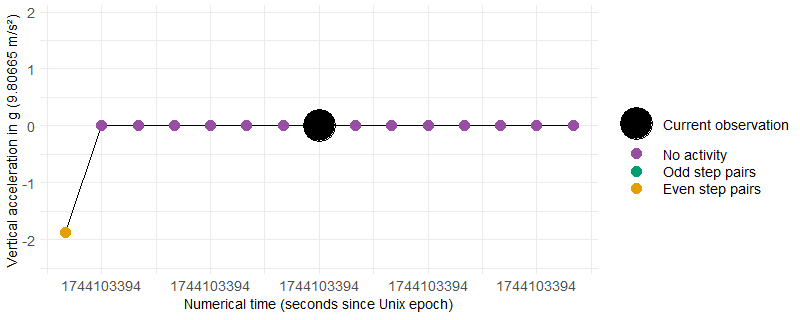 Vertical acceleration in g (9.80665 m/s²)
2
1
0
-1
-2
1744103394 1744103394 1744103394 1744103394 1744103394
Numerical time (seconds since Unix epoch)
Current observation
No activity
Odd step pairs
Even step pairs